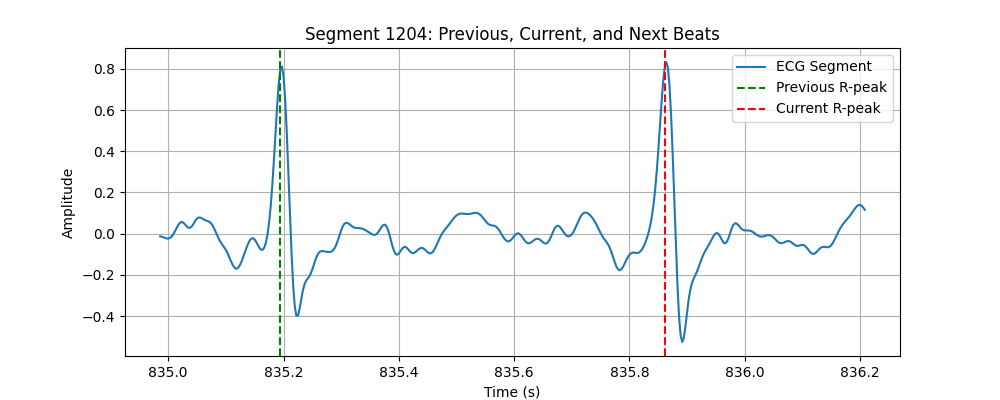 Segment 1204: Previous, Current, and Next Beats
ECG Segment
Previous R-peak
Current R-peak
Amplitude
0.8
0.6
0.4
0.2
0.0
−0.2
−0.4
835.0 835.2 835.4 835.6 835.8 836.0 836.2
Time (s)